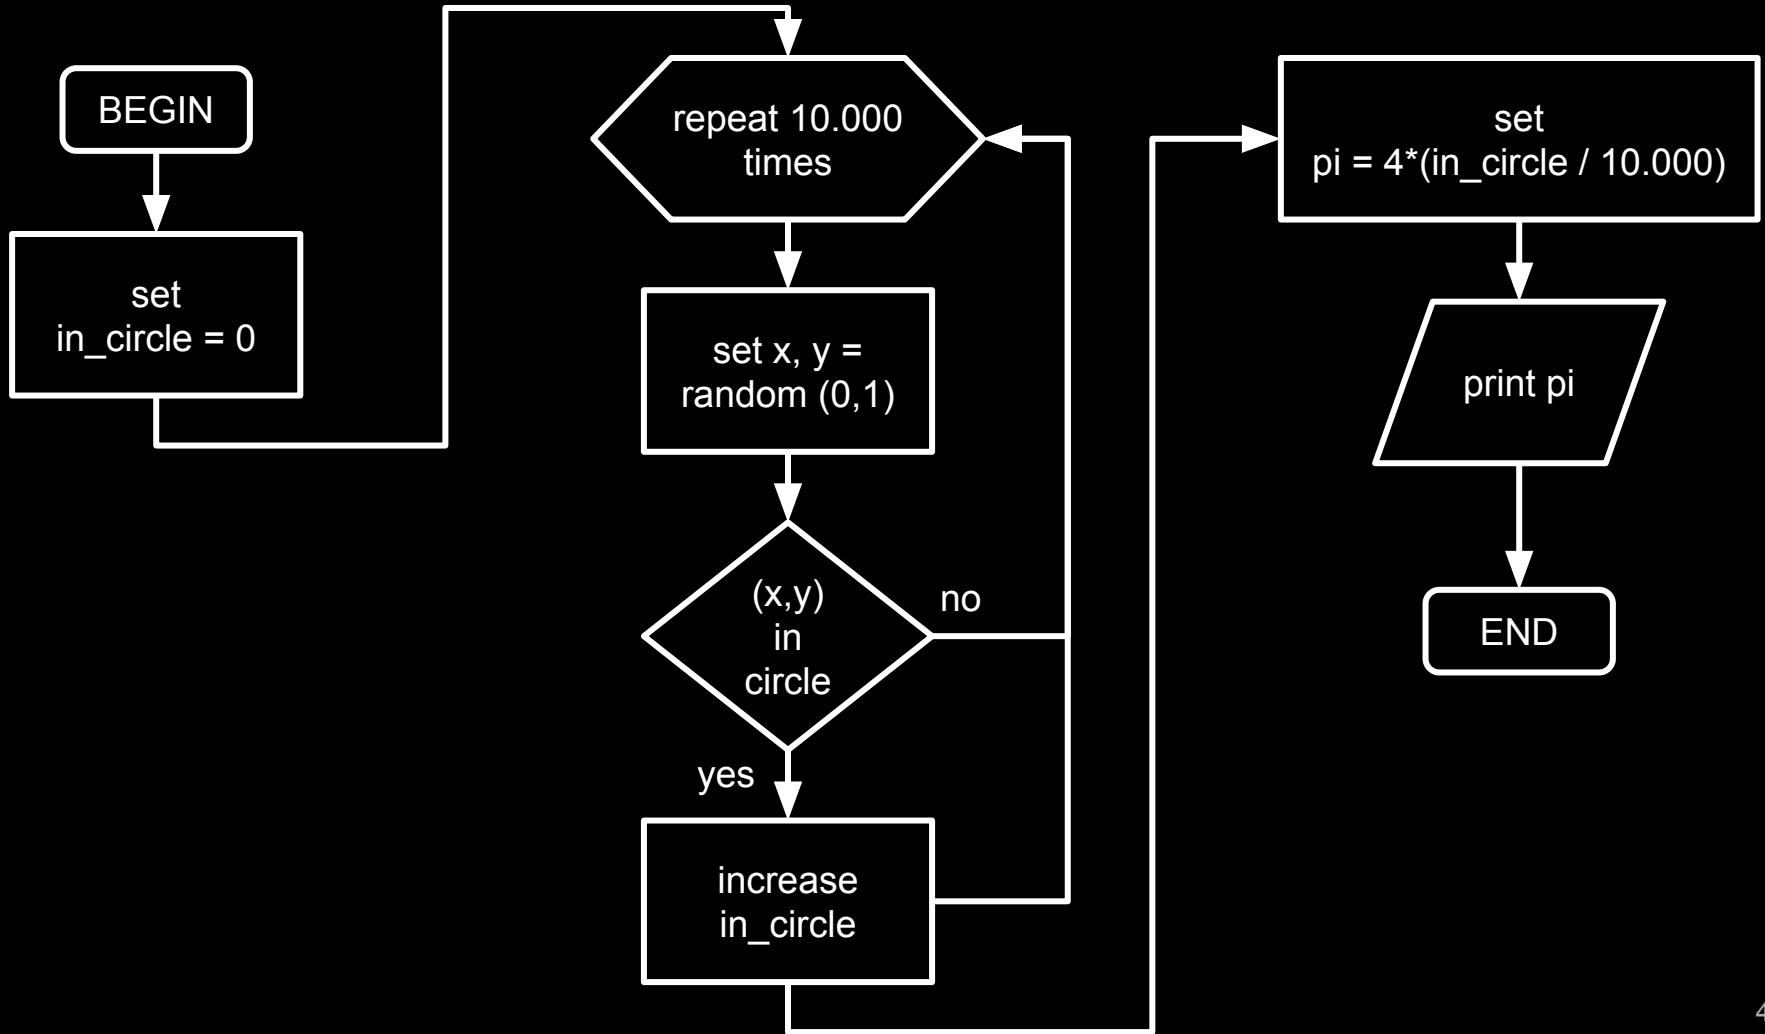 BEGIN
set
in_circle = 0
repeat 10.000
times
set x, y =
random (0,1)
(x,y)
in
circle
no
yes
increase
in_circle
set
pi = 4*(in_circle / 10.000)
print pi
END